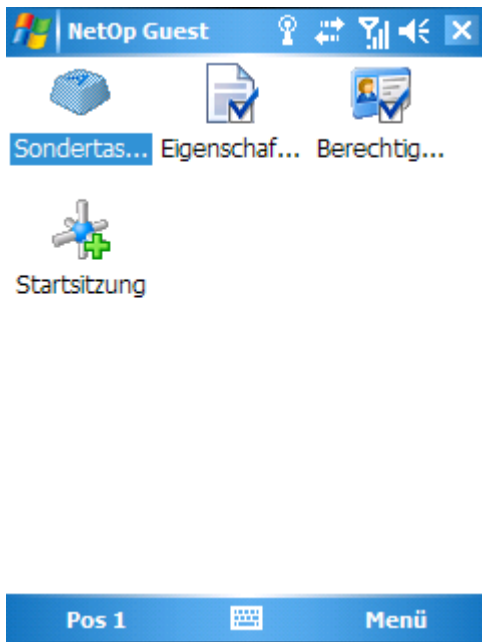 NetOp Guest
Sondertas... Eigenschaf... Berechtig...
Startsitzung
Pos 1 Menü